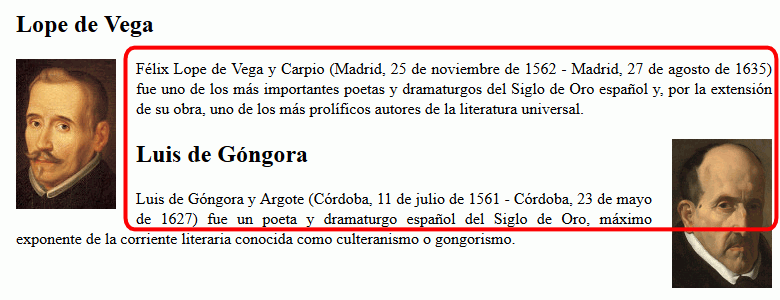 Lope de Vega
Félix Lope de Vega y Carpio (Madrid, 25 de noviembre de 1562 - Madrid, 27 de agosto de 1635)
fue uno de los más importantes poetas y dramaturgos del Siglo de Oro español y, por la extensión
de su obra, uno de los más prolíficos autores de la literatura universal.
Luis de Góngora
Luis de Góngora y Argote (Córdoba, 11 de julio de 1561 - Córdoba, 23 de mayo
de 1627) fue un poeta y dramaturgo español del Siglo de Oro, máximo
exponente de la corriente literaria conocida como culteranismo o gongorismo.